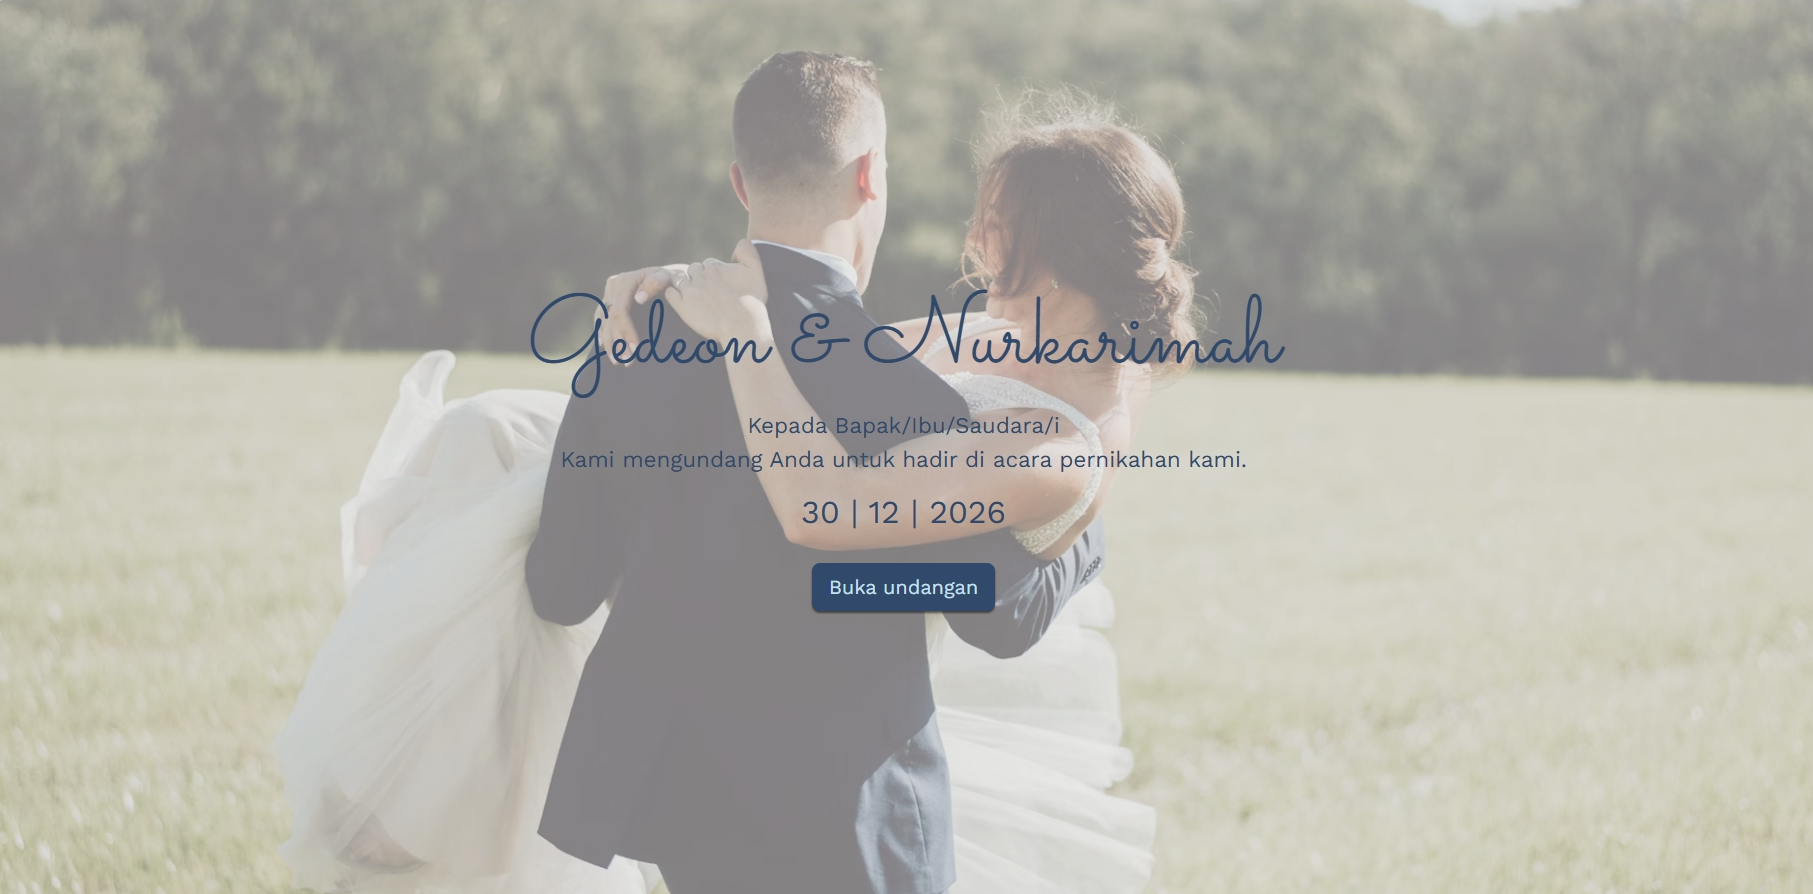 Gedeon & Nurkarimah
Kepada Bapak/Ibu/Saudara/i
Kami mengundang Anda untuk hadir di acara pernikahan kami.
30 | 12 | 2026
Buka undangan